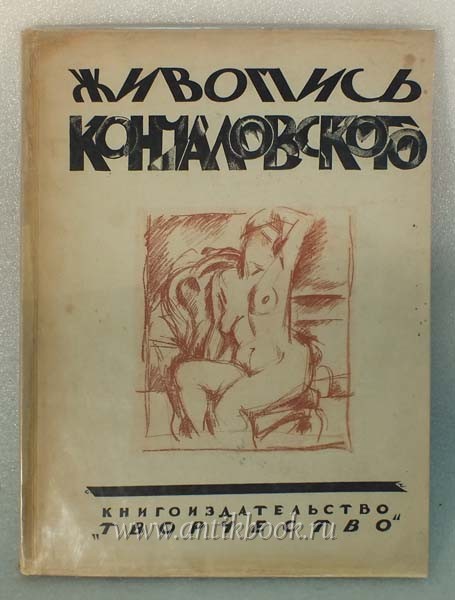 ЖИВОПИСЬ
КОНЧАЛОВСКОГО
КНИГОИЗДАТЕЛЬСТВО
„ТВОРЧЕСТВО“
www.antikbook.ru